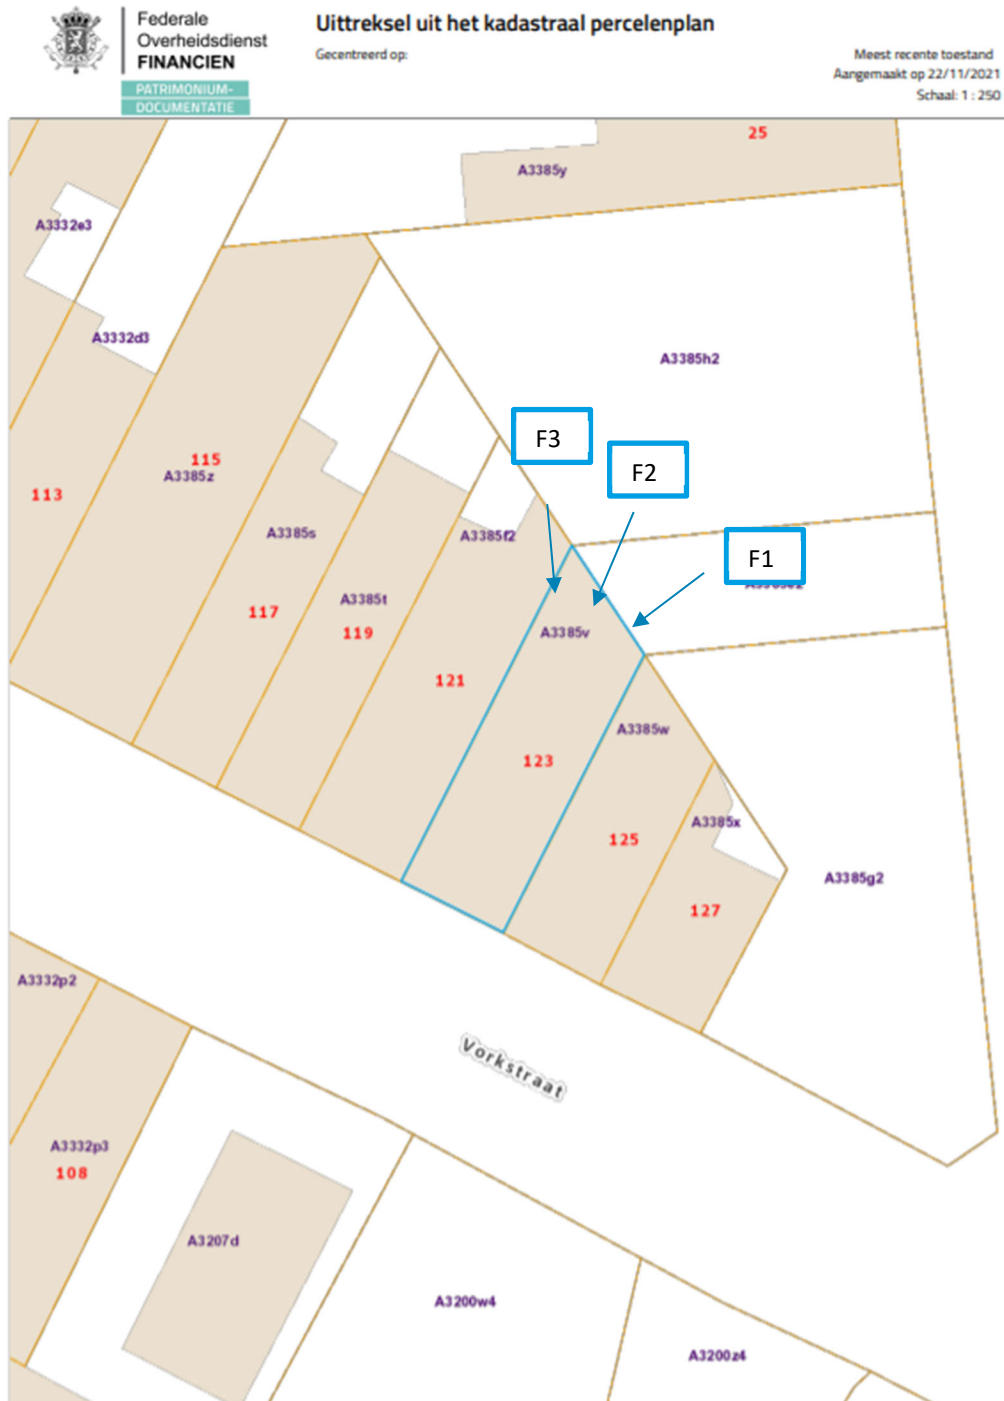 Federale
Overheidsdienst
FINANCIEN
PATRIMONIUM-
DOCUMENTATIE
Uittreksel uit het kadastraal percelenplan
Gecentreerd op:
Meest recente toestand
Aangemaakt op 22/11/2021
Schaal: 1 : 250
25
A3385y
A3332e3
A3332d3
A3385h2
F3
F2
115
A3385z
113
A3385s
A3385f2
F1
A3385t
117
119
A3385v
121
A3385w
123
A3385x
125
A3385g2
127
A3332p2
Vorkstraat
A3332p3
108
A3207d
A3200w4
A3200z4